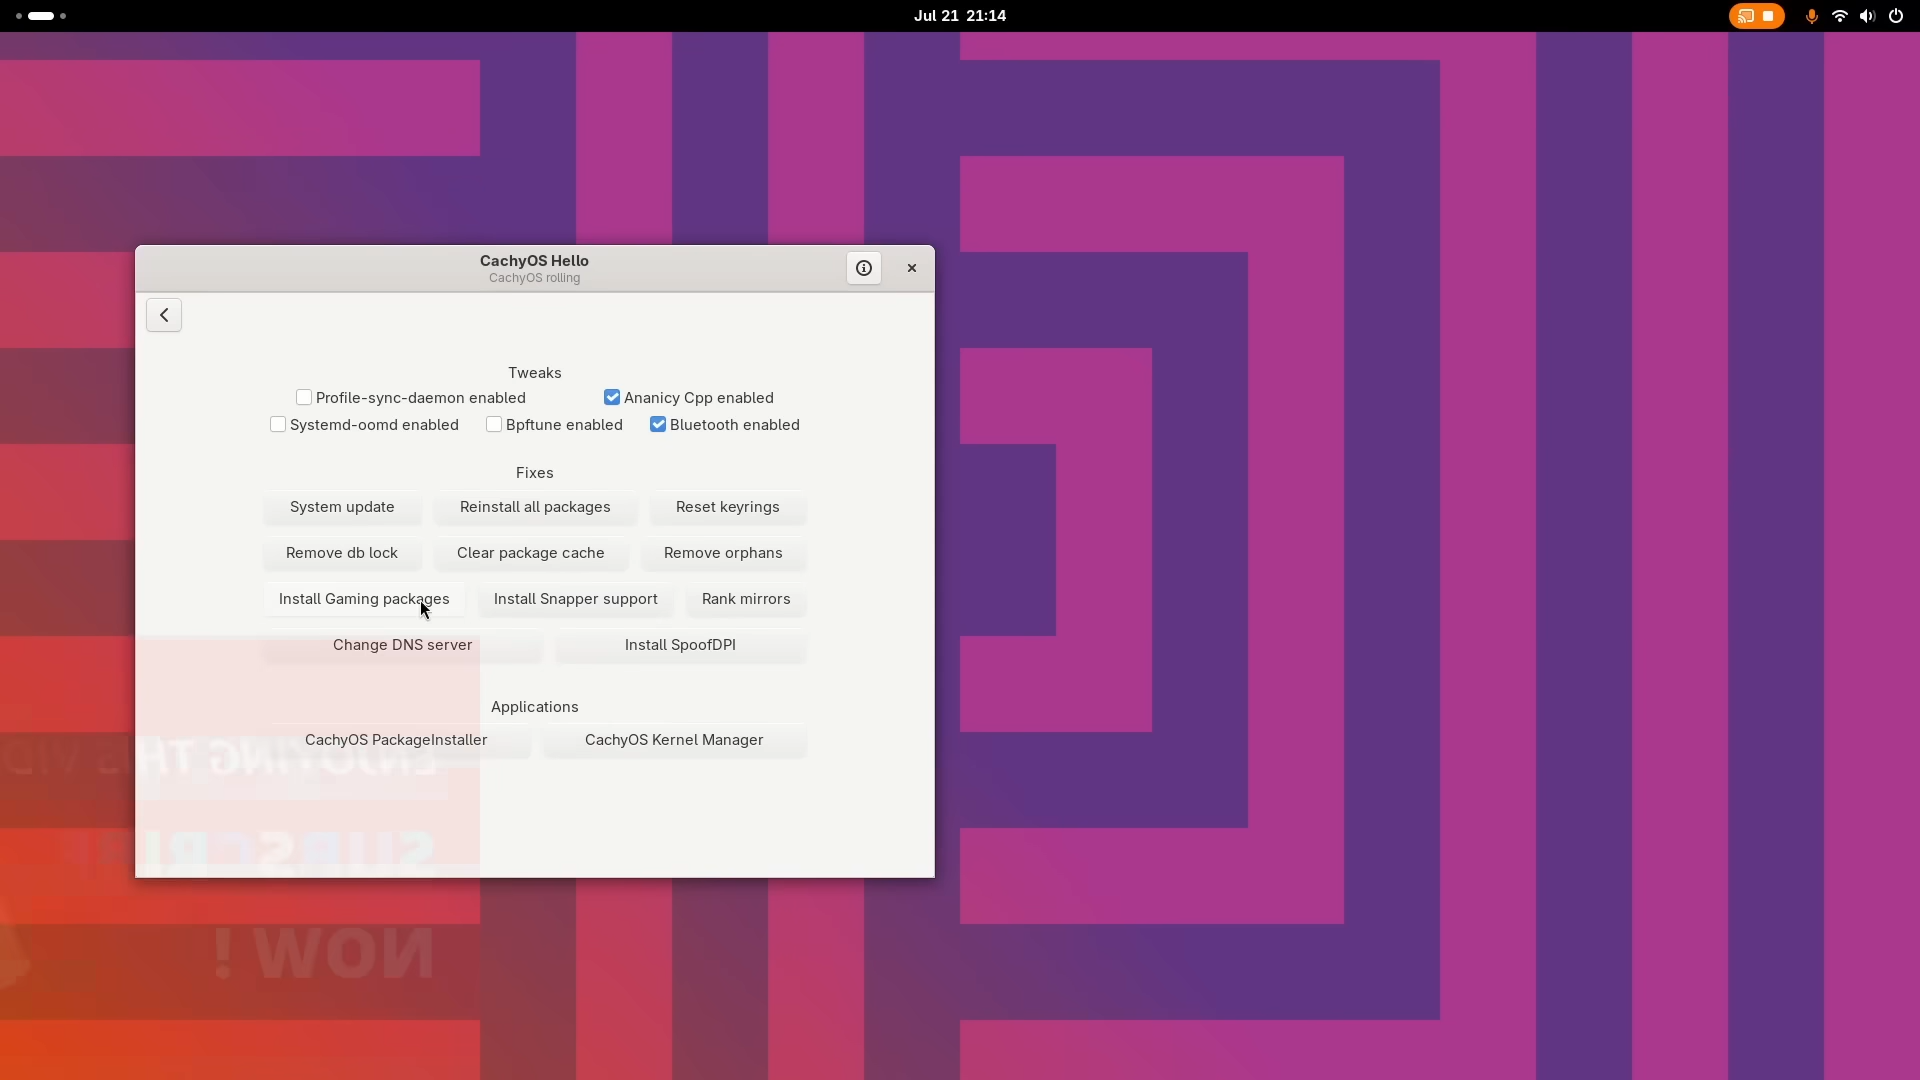 Jul 21 21:14
CachyOS Hello
CachyOS rolling
Tweaks
Profile-sync-daemon enabled Ananicy Cpp enabled
Systemd-oomd enabled Bpftune enabled Bluetooth enabled
Fixes
System update Reinstall all packages Reset keyrings
Remove db lock Clear package cache Remove orphans
Install Gaming packages Install Snapper support Rank mirrors
Change DNS server Install SpoofDPI
Applications
CachyOS PackageInstaller CachyOS Kernel Manager
THIS
NOW !